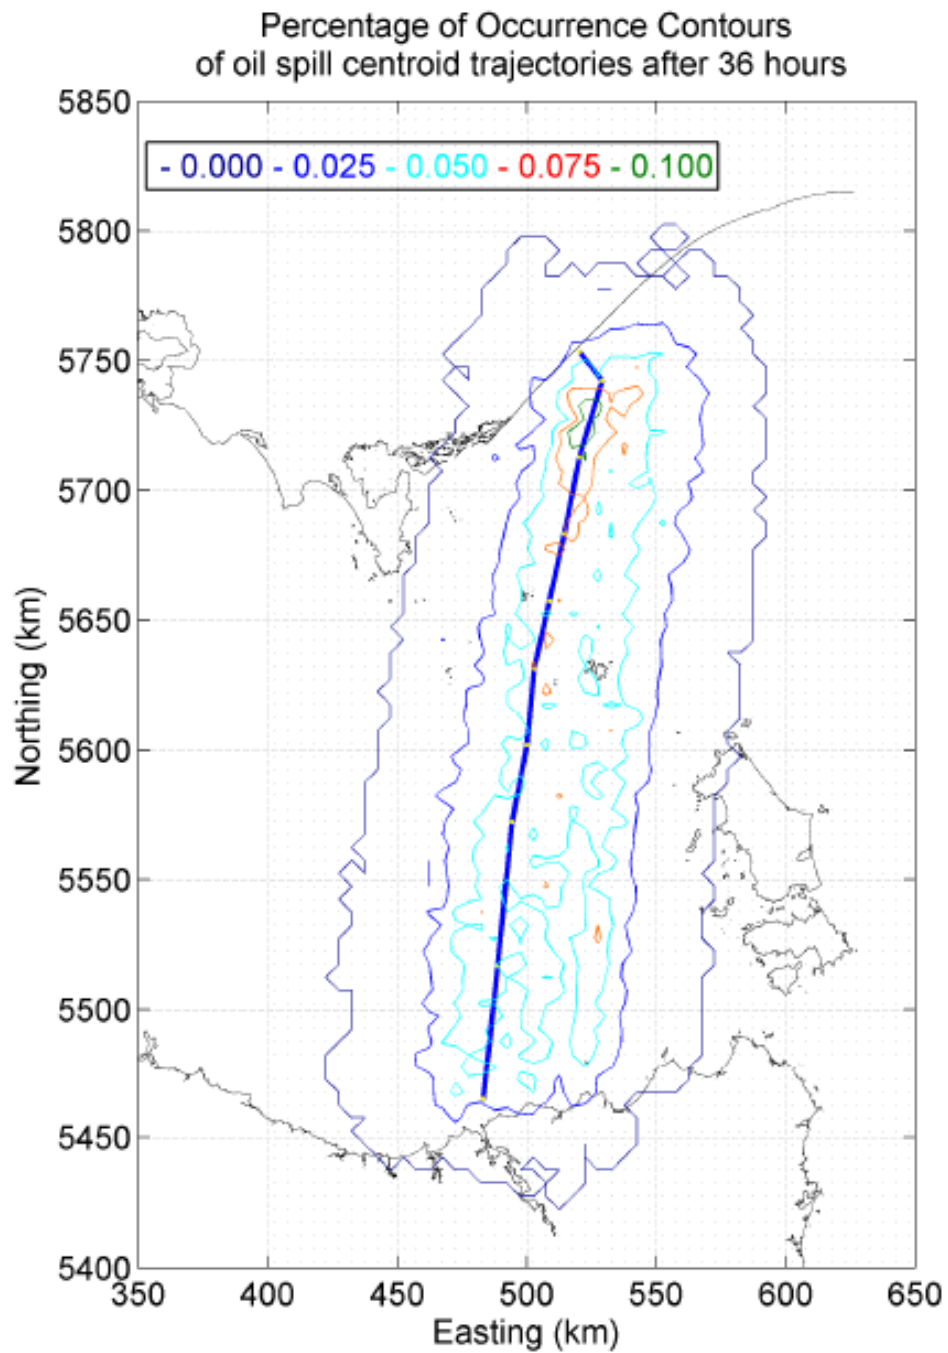 Percentage of Occurrence Contours
of oil spill centroid trajectories after 36 hours
5850
- 0.000 - 0.025 - 0.050 - 0.075 - 0.100
5800
5750
5700
5650
5600
5550
5500
5450
5400
Northing (km)
350 400 450 500 550 600 650
Easting (km)